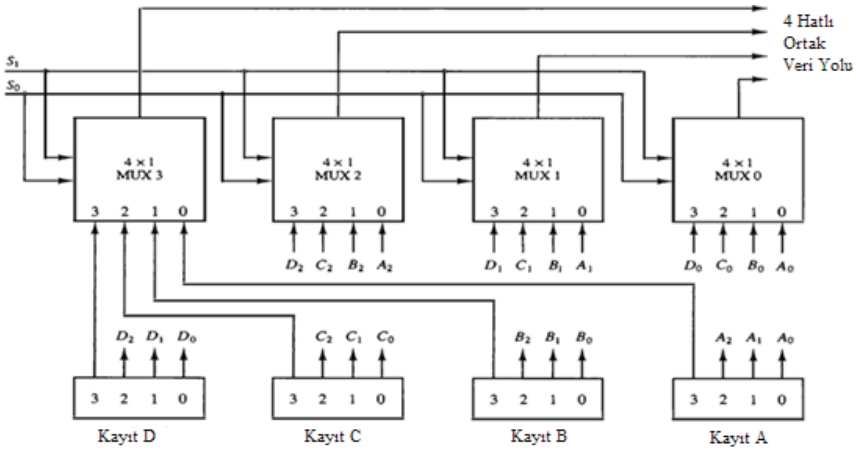 4 Hatlı
Ortak
Veri Yolu
S₁
S₀
4 × 1
MUX 3
3 2 1 0
4 × 1
MUX 2
3 2 1 0
4 × 1
MUX 1
3 2 1 0
4 × 1
MUX 0
3 2 1 0
D₂ C₂ B₂ A₂
D₁ C₁ B₁ A₁
D₀ C₀ B₀ A₀
D₂ D₁ D₀
C₂ C₁ C₀
B₂ B₁ B₀
A₂ A₁ A₀
3 2 1 0
3 2 1 0
3 2 1 0
3 2 1 0
Kayıt D
Kayıt C
Kayıt B
Kayıt A